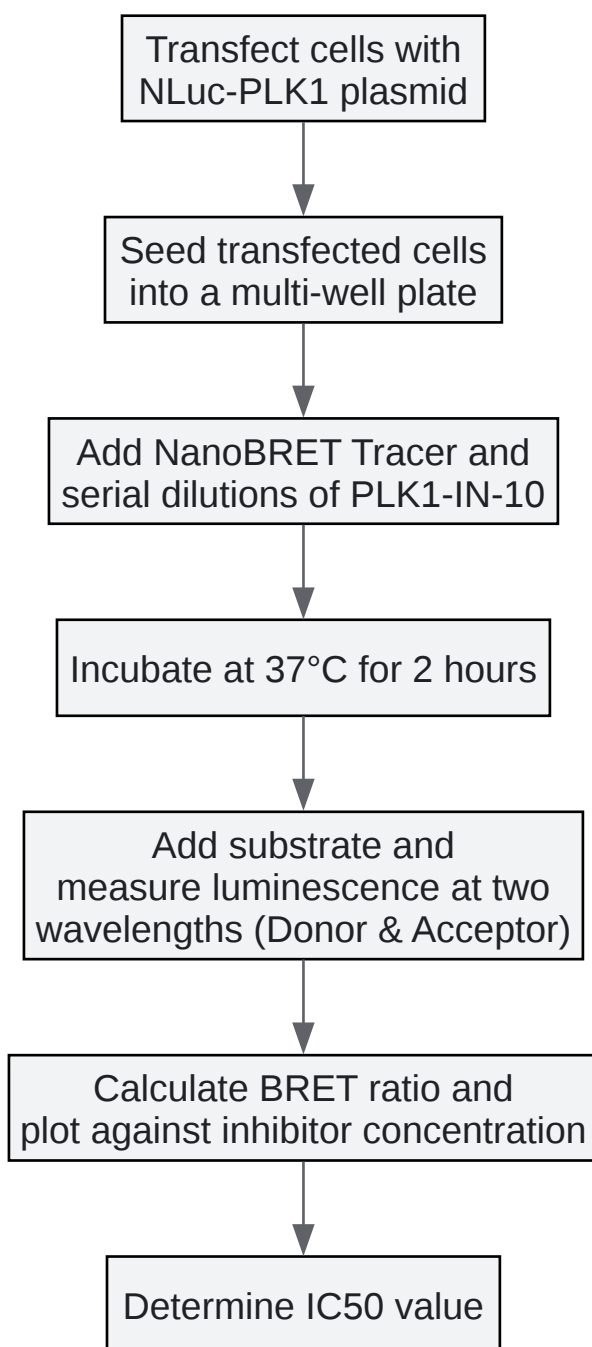 Transfect cells with
NLuc-PLK1 plasmid
Seed transfected cells
into a multi-well plate
Add NanoBRET Tracer and
serial dilutions of PLK1-IN-10
Incubate at 37°C for 2 hours
Add substrate and
measure luminescence at two
wavelengths (Donor & Acceptor)
Calculate BRET ratio and
plot against inhibitor concentration
Determine IC50 value